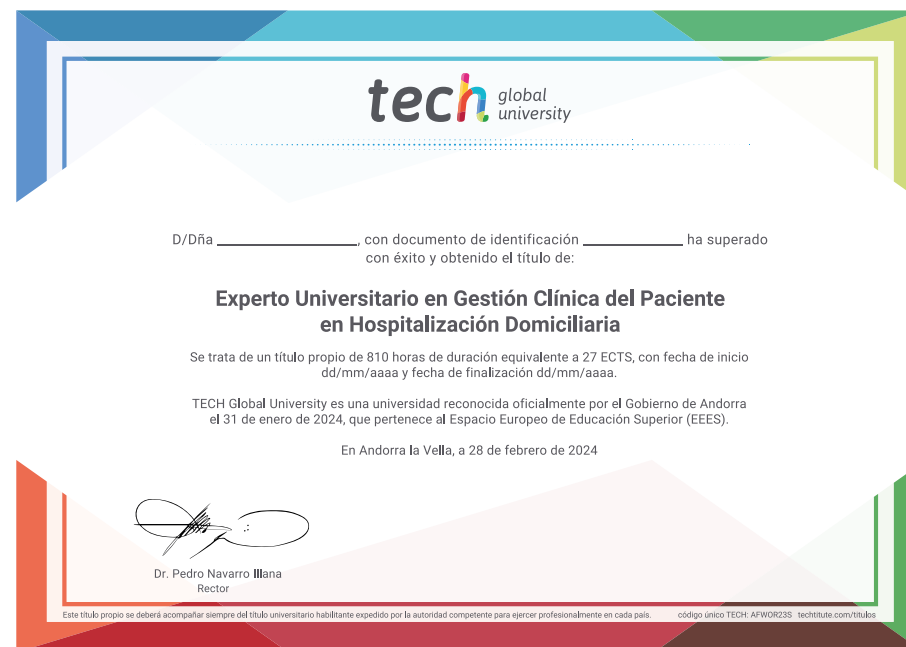 tech global university
D/Dña ____________________, con documento de identificación ______________ ha superado
con éxito y obtenido el título de:
Experto Universitario en Gestión Clínica del Paciente
en Hospitalización Domiciliaria
Se trata de un título propio de 810 horas de duración equivalente a 27 ECTS, con fecha de inicio
dd/mm/aaaa y fecha de finalización dd/mm/aaaa.
TECH Global University es una universidad reconocida oficialmente por el Gobierno de Andorra
el 31 de enero de 2024, que pertenece al Espacio Europeo de Educación Superior (EEES).
En Andorra la Vella, a 28 de febrero de 2024
Dr. Pedro Navarro Illana
Rector
Este título propio se deberá acompañar siempre del título universitario habilitante expedido por la autoridad competente para ejercer profesionalmente en cada país. código único TECH: AFWOR23S techtitute.com/titulos